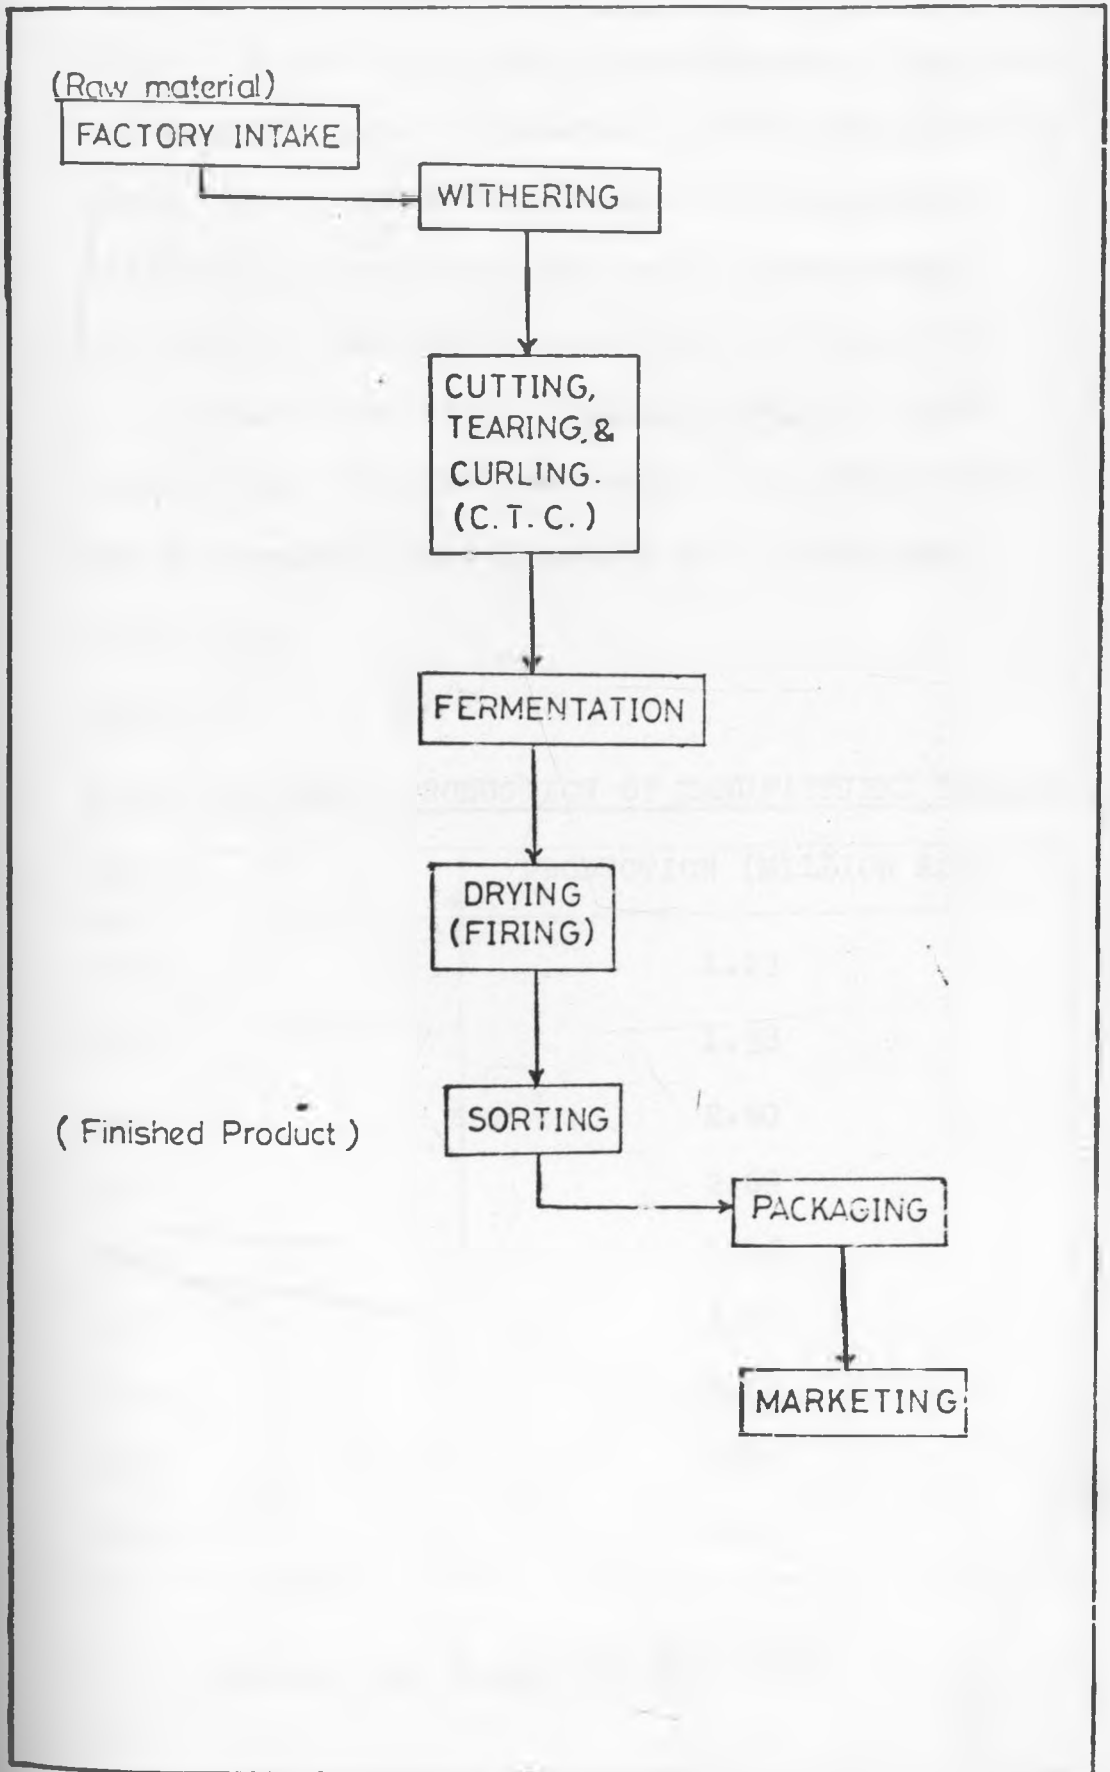 (Raw material)
FACTORY INTAKE
WITHERING
CUTTING,
TEARING, &
CURLING.
(C.T.C.)
FERMENTATION
DRYING
(FIRING)
SORTING
(Finished Product)
PACKAGING
MARKETING